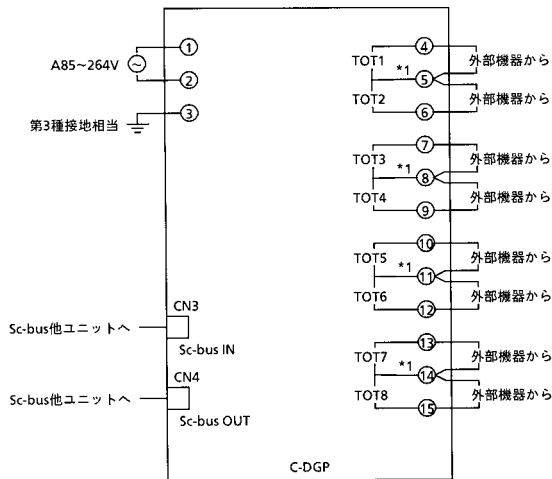 A85~264V
①
②
③
第3種接地相当
CN3
Sc-bus他ユニットへ
Sc-bus IN
CN4
Sc-bus他ユニットへ
Sc-bus OUT
④
TOT1
外部機器から
*1
⑤
TOT2
外部機器から
⑥
⑦
TOT3
外部機器から
*1
⑧
TOT4
外部機器から
⑨
⑩
TOT5
外部機器から
*1
⑪
TOT6
外部機器から
⑫
⑬
TOT7
外部機器から
*1
⑭
TOT8
外部機器から
⑮
C-DGP